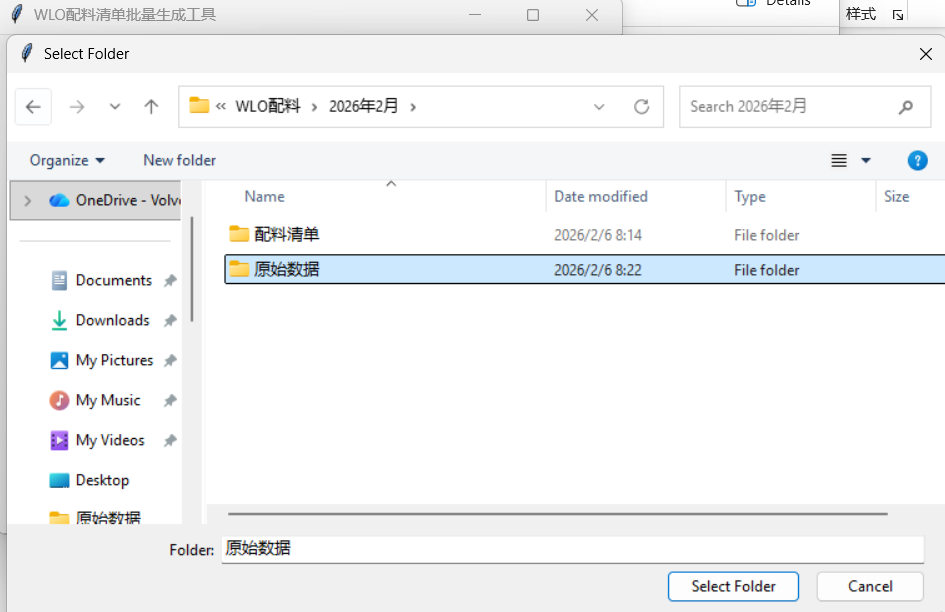 WLO配料清单批量生成工具
Details
样式
Select Folder
« WLO配料 › 2026年2月 ›
Search 2026年2月
Organize
New folder
OneDrive - Volv
Name
Date modified
Type
Size
配料清单
2026/2/6 8:14
File folder
原始数据
2026/2/6 8:22
File folder
Documents
Downloads
My Pictures
My Music
My Videos
Desktop
原始数据
Folder: 原始数据
Select Folder
Cancel